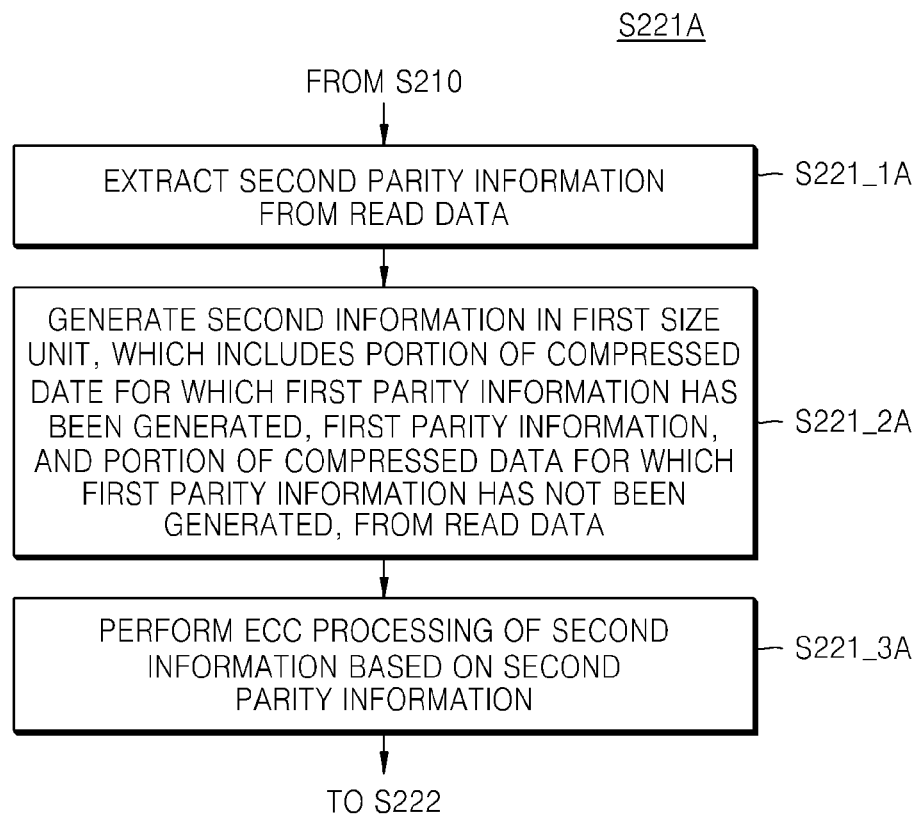 S221A
FROM S210
EXTRACT SECOND PARITY INFORMATION
FROM READ DATA
S221_1A
GENERATE SECOND INFORMATION IN FIRST SIZE
UNIT, WHICH INCLUDES PORTION OF COMPRESSED
DATE FOR WHICH FIRST PARITY INFORMATION HAS
BEEN GENERATED, FIRST PARITY INFORMATION,
AND PORTION OF COMPRESSED DATA FOR WHICH
FIRST PARITY INFORMATION HAS NOT BEEN
GENERATED, FROM READ DATA
S221_2A
PERFORM ECC PROCESSING OF SECOND
INFORMATION BASED ON SECOND
PARITY INFORMATION
S221_3A
TO S222